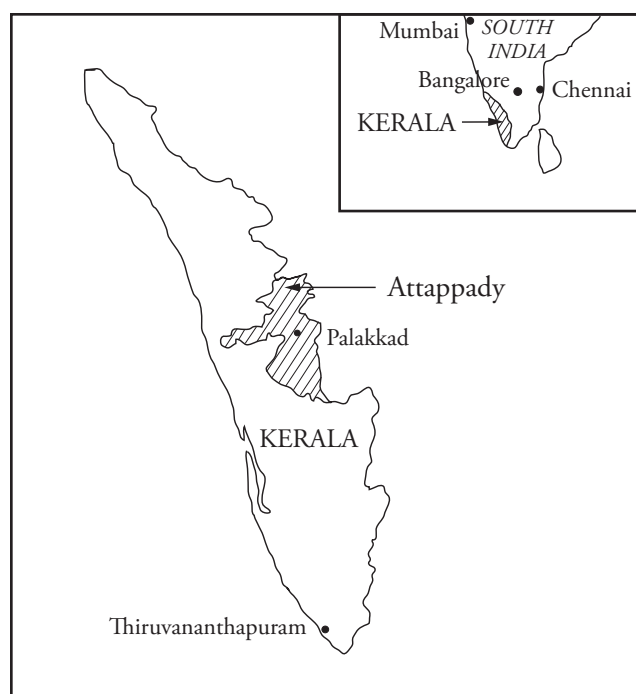 Mumbai
SOUTH
INDIA
Bangalore
Chennai
KERALA
Attappady
Palakkad
KERALA
Thiruvananthapuram